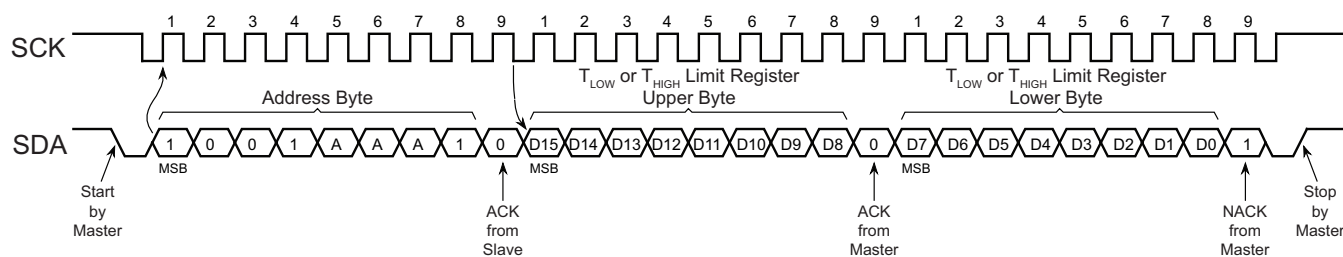 1 2 3 4 5 6 7 8 9 1 2 3 4 5 6 7 8 9 1 2 3 4 5 6 7 8 9
SCK
TLOW or THIGH Limit Register
Upper Byte
TLOW or THIGH Limit Register
Lower Byte
Address Byte
SDA
1 0 0 1 A A A 1 0 D15 D14 D13 D12 D11 D10 D9 D8 0 D7 D6 D5 D4 D3 D2 D1 D0 1
MSB MSB MSB
Start
by
Master
ACK
from
Slave
ACK
from
Master
NACK
from
Master
Stop
by
Master